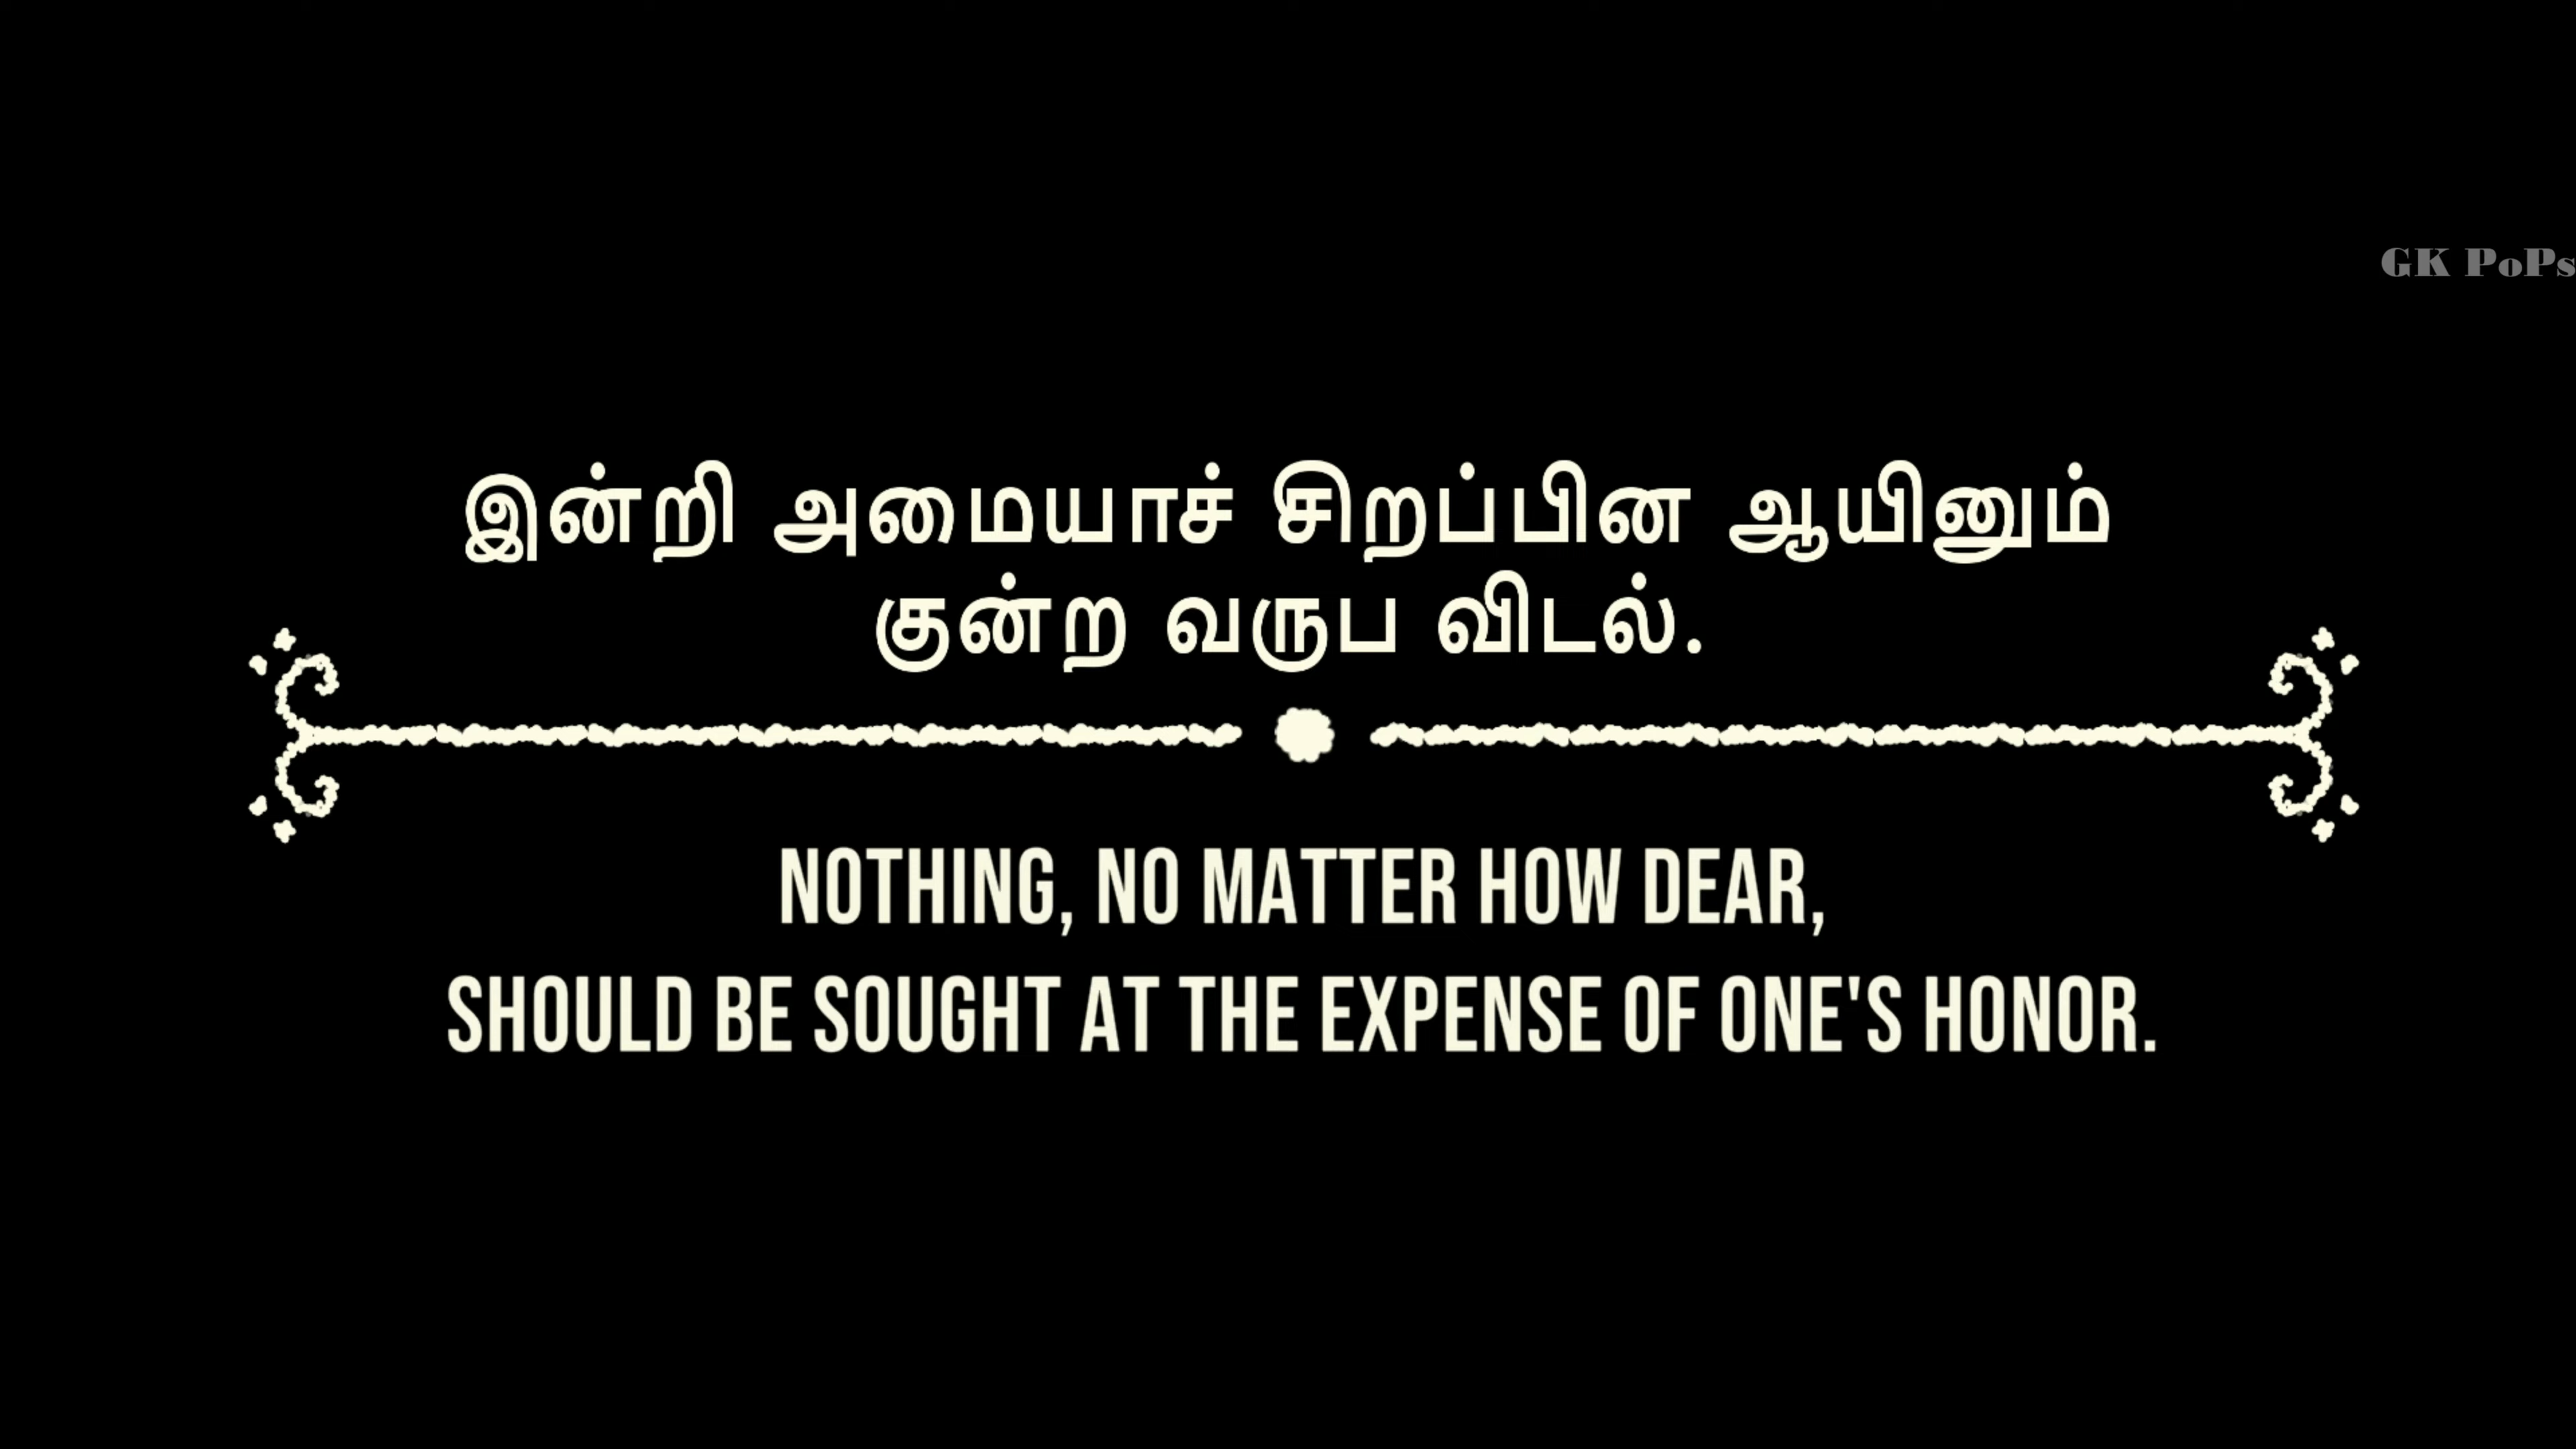 GK PoPs
இன்றி அமையாச் சிறப்பின ஆயினும்
குன்ற வருப விடல்.
NOTHING, NO MATTER HOW DEAR,
SHOULD BE SOUGHT AT THE EXPENSE OF ONE'S HONOR.